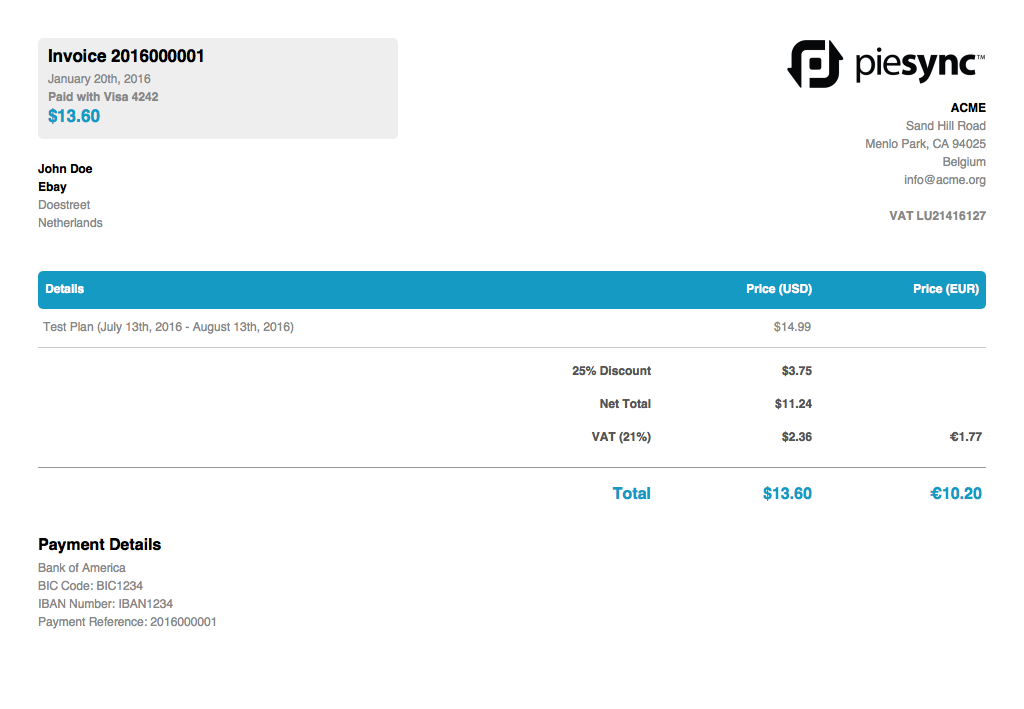 Invoice 2016000001
January 20th, 2016
Paid with Visa 4242
$13.60
piesync™
ACME
Sand Hill Road
Menlo Park, CA 94025
Belgium
info@acme.org
VAT LU21416127
John Doe
Ebay
Doestreet
Netherlands
Details Price (USD) Price (EUR)
Test Plan (July 13th, 2016 - August 13th, 2016) $14.99
25% Discount $3.75
Net Total $11.24
VAT (21%) $2.36 €1.77
Total $13.60 €10.20
Payment Details
Bank of America
BIC Code: BIC1234
IBAN Number: IBAN1234
Payment Reference: 2016000001